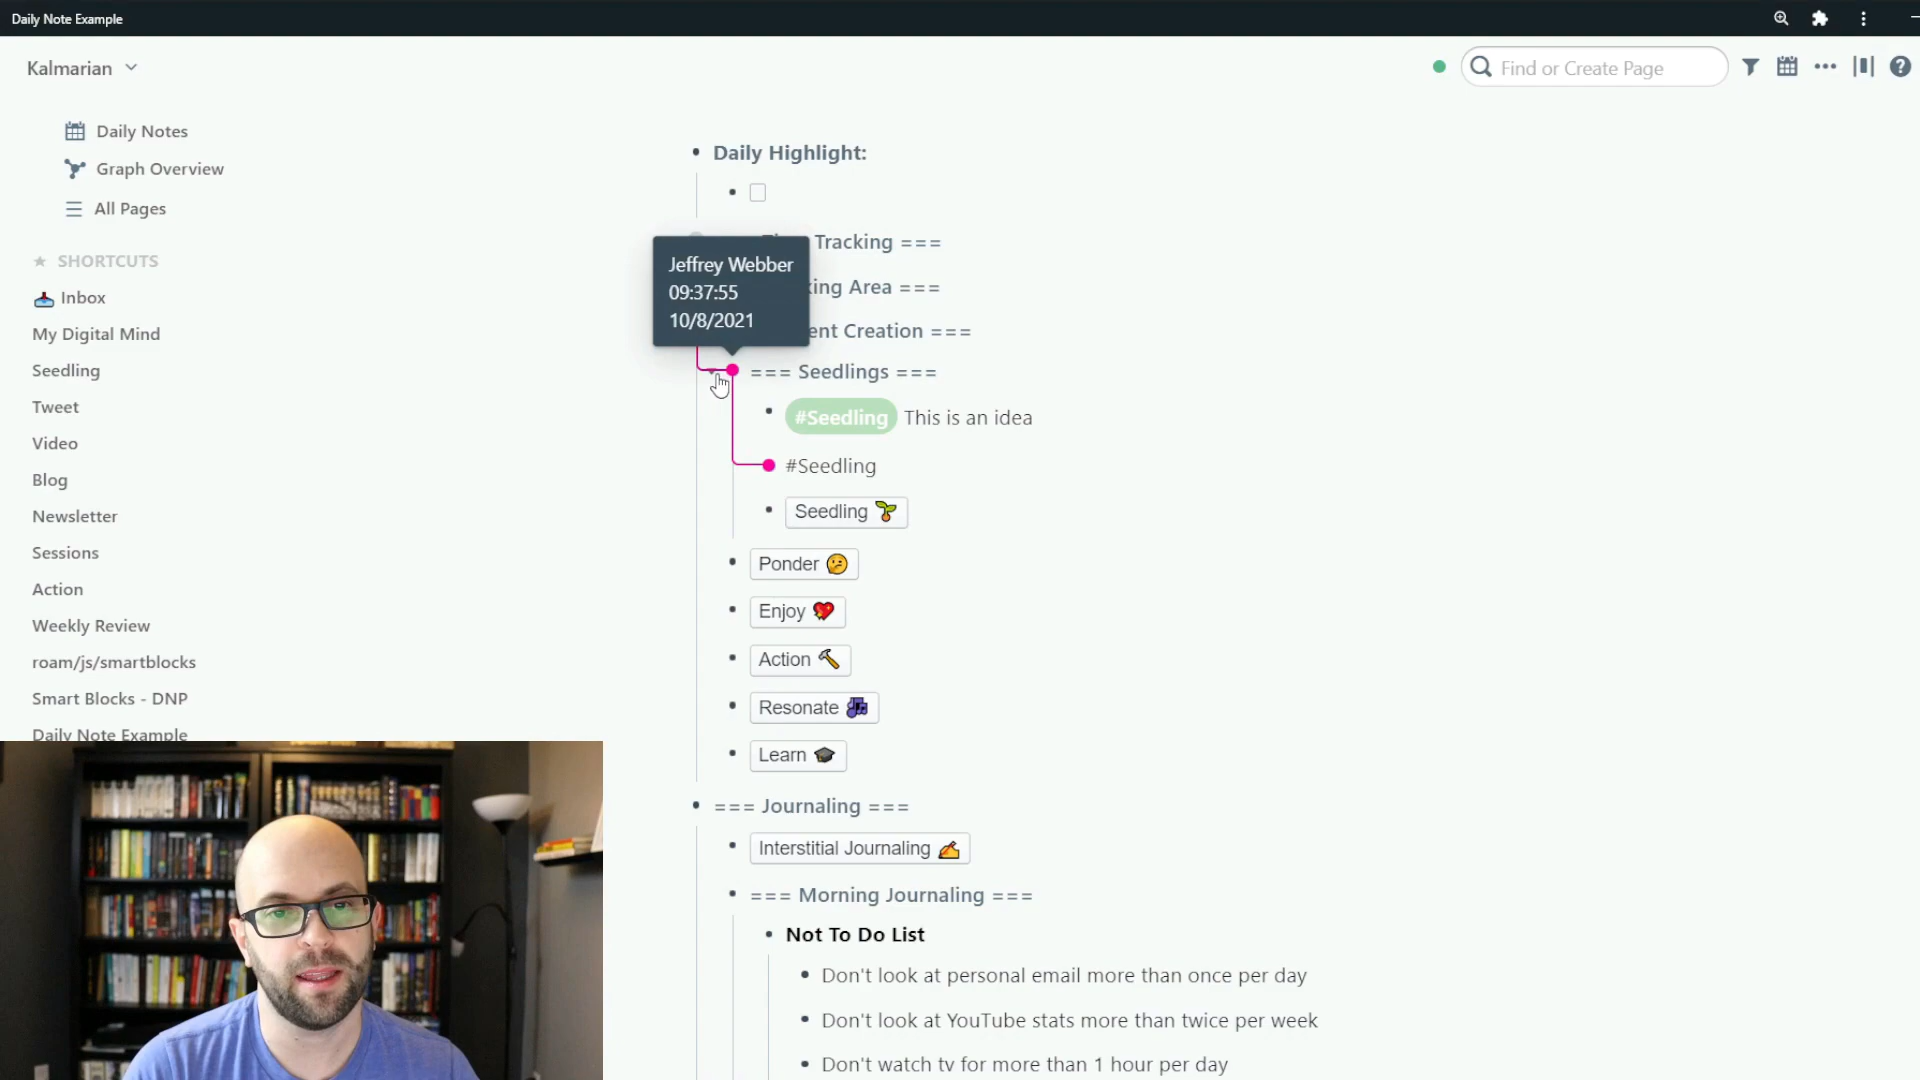 Daily Note Example
Kalmarian
Find or Create Page
Daily Notes
Graph Overview
All Pages
SHORTCUTS
Inbox
My Digital Mind
Seedling
Tweet
Video
Blog
Newsletter
Sessions
Action
Weekly Review
roam/js/smartblocks
Smart Blocks - DNP
Daily Note Example
Daily Highlight:
Tracking ===
Jeffrey Webber
09:37:55
10/8/2021
Area ===
Creation ===
=== Seedlings ===
#Seedling This is an idea
#Seedling
Seedling 🌱
Ponder 🤔
Enjoy 💖
Action 🔨
Resonate 🎶
Learn 🎓
=== Journaling ===
Interstitial Journaling ✍
=== Morning Journaling ===
Not To Do List
Don't look at personal email more than once per day
Don't look at YouTube stats more than twice per week
Don't watch tv for more than 1 hour per day